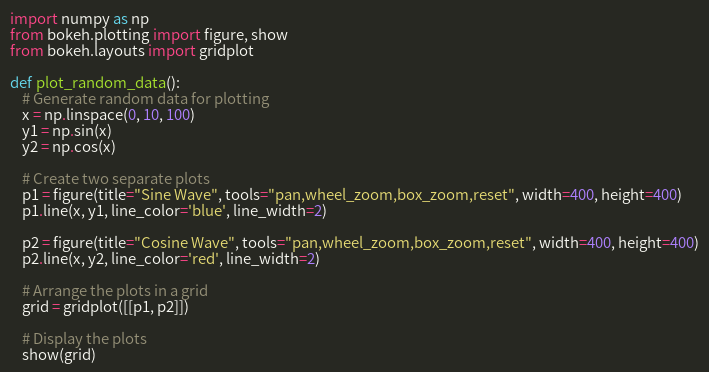 import numpy as np
from bokeh.plotting import figure, show
from bokeh.layouts import gridplot

def plot_random_data():
    # Generate random data for plotting
    x = np.linspace(0, 10, 100)
    y1 = np.sin(x)
    y2 = np.cos(x)

    # Create two separate plots
    p1 = figure(title="Sine Wave", tools="pan,wheel_zoom,box_zoom,reset", width=400, height=400)
    p1.line(x, y1, line_color='blue', line_width=2)

    p2 = figure(title="Cosine Wave", tools="pan,wheel_zoom,box_zoom,reset", width=400, height=400)
    p2.line(x, y2, line_color='red', line_width=2)

    # Arrange the plots in a grid
    grid = gridplot([[p1, p2]])

    # Display the plots
    show(grid)